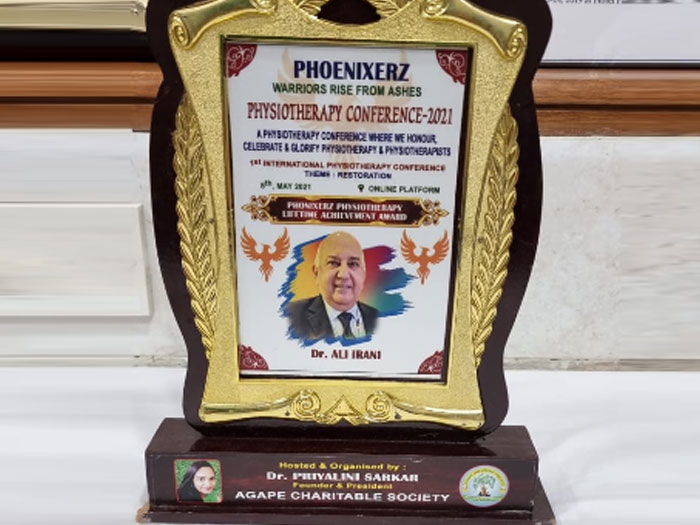 PHOENIXERZ
WARRIORS RISE FROM ASHES
PHYSIOTHERAPY CONFERENCE-2021
A PHYSIOTHERAPY CONFERENCE WHERE WE HONOUR,
CELEBRATE & GLORIFY PHYSIOTHERAPY & PHYSIOTHERAPISTS
1st INTERNATIONAL PHYSIOTHERAPY CONFERENCE
THEME : RESTORATION
8th, MAY 2021 ONLINE PLATFORM
PHONIXERZ PHYSIOTHERAPY
LIFETIME ACHIEVEMENT AWARD
Dr. ALI IRANI
Hosted & Organised by :
Dr. PRIYALINI SARKAR
Founder & President
AGAPE CHARITABLE SOCIETY